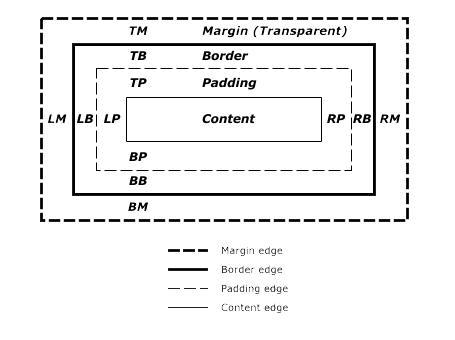 TM Margin (Transparent)
TB Border
TP Padding
LM LB LP Content RP RB RM
BP
BB
BM
Margin edge
Border edge
Padding edge
Content edge